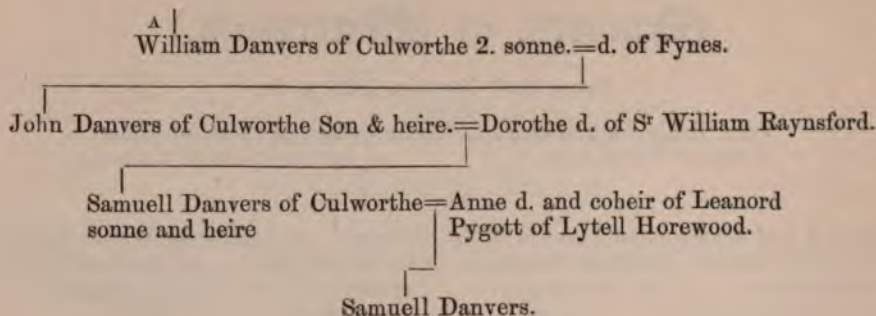 A
William Danvers of Culworthe 2. sonne.=d. of Fynes.
John Danvers of Culworthe Son & heire.=Dorothe d. of Sʳ William Raynsford.
Samuell Danvers of Culworthe=Anne d. and coheir of Leanord
sonne and heire Pygott of Lytell Horewood.
Samuell Danvers.